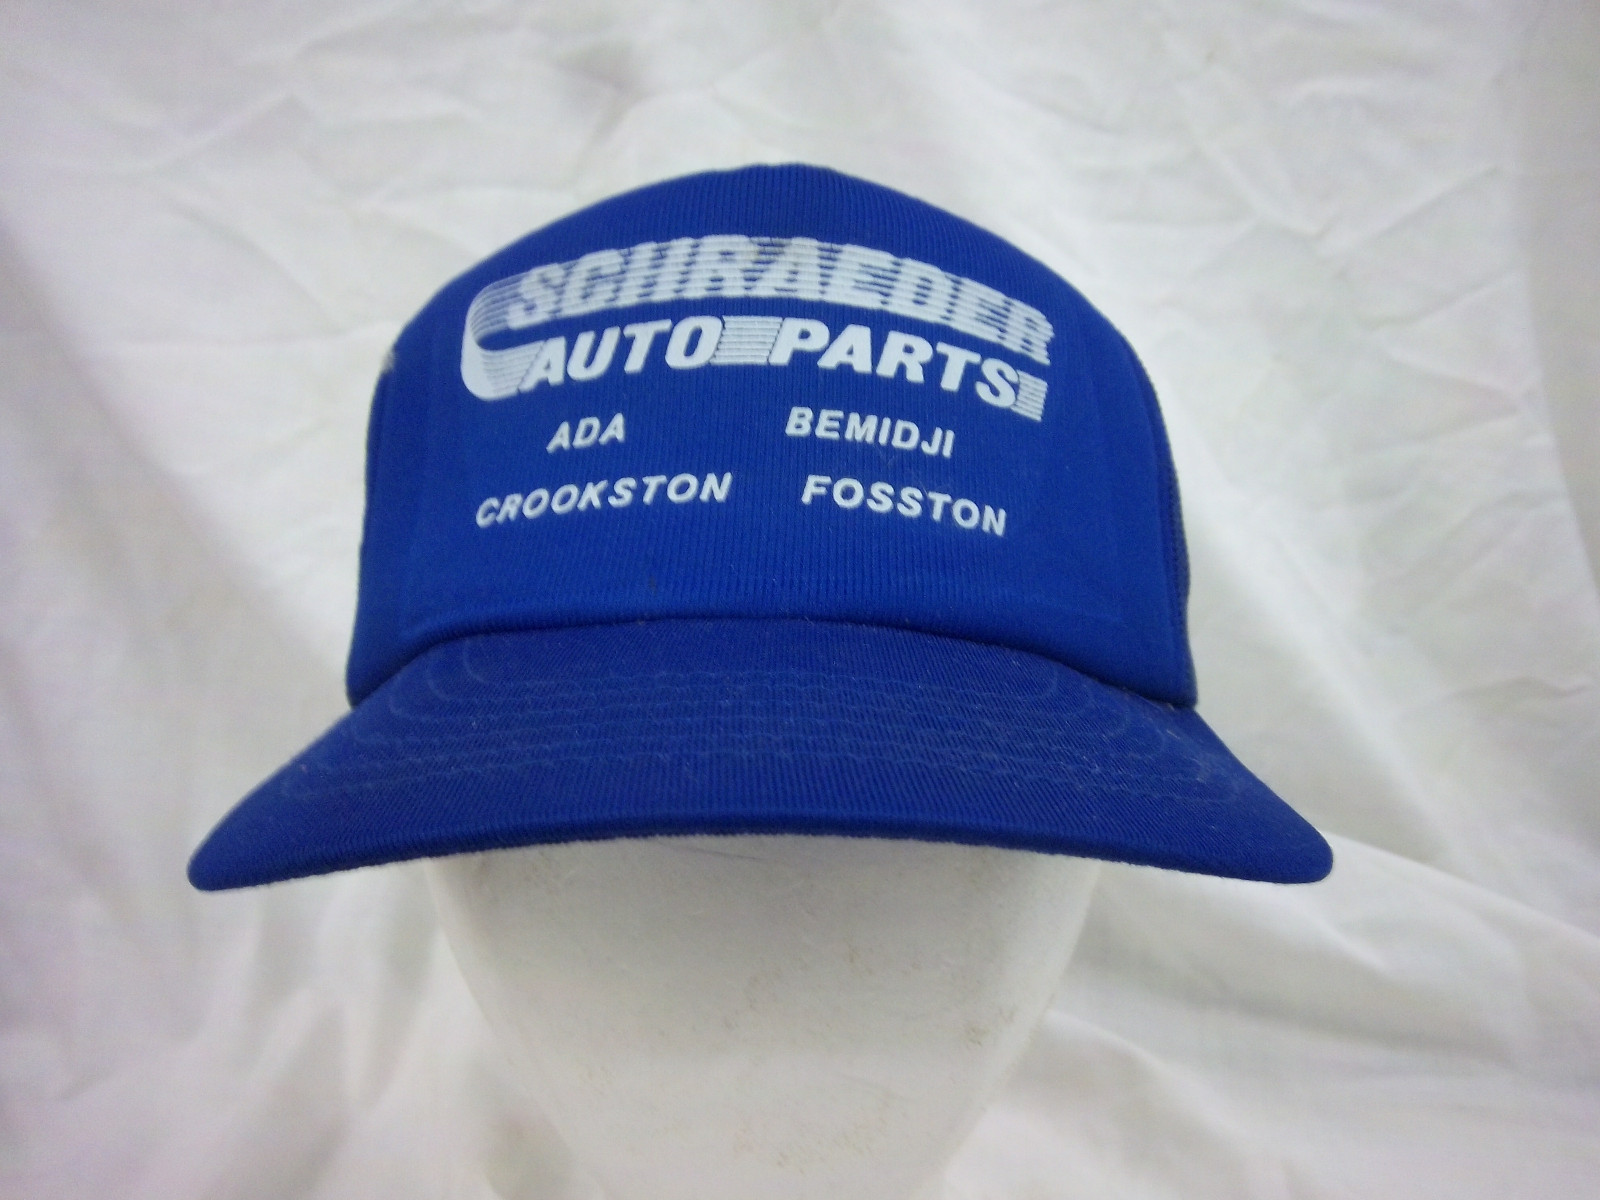 SCHRAEDER
AUTO PARTS
ADA BEMIDJI
CROOKSTON FOSSTON